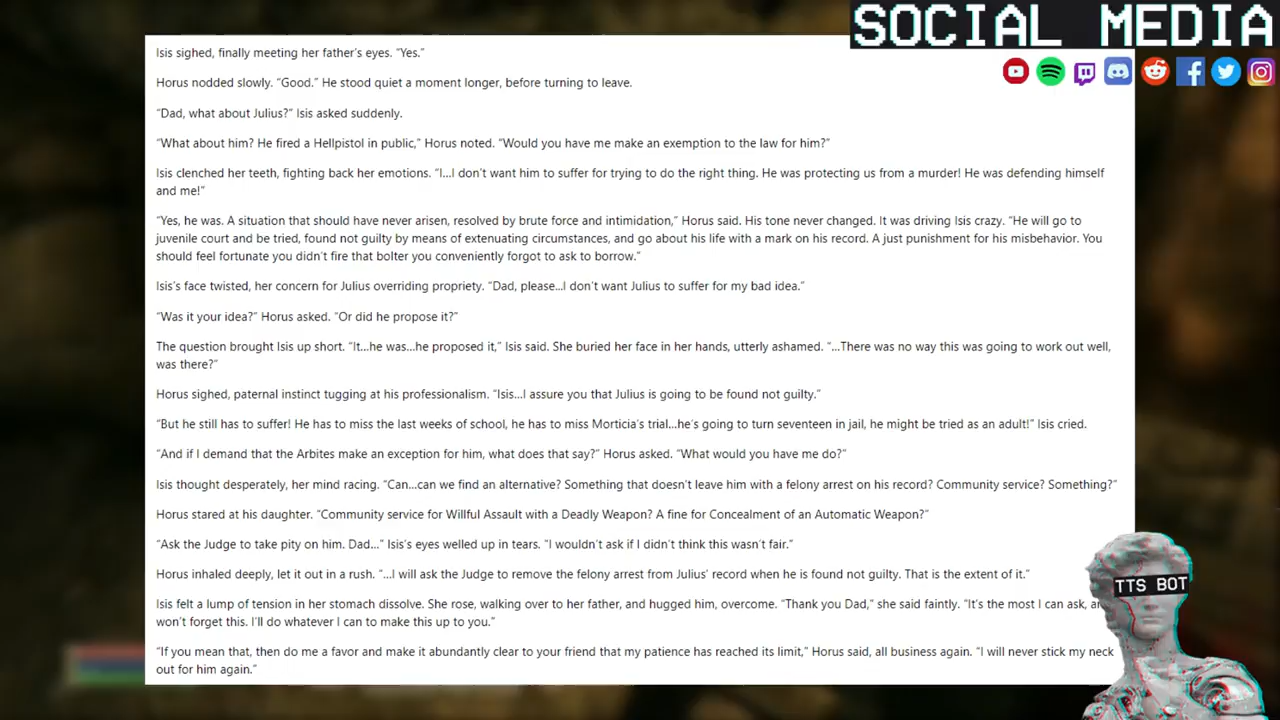 SOCIAL MEDIA
Isis sighed, finally meeting her father's eyes. “Yes.”
Horus nodded slowly. “Good.” He stood quiet a moment longer, before turning to leave.
“Dad, what about Julius?” Isis asked suddenly.
“What about him? He fired a Hellpistol in public,” Horus noted. “Would you have me make an exemption to the law for him?”
Isis clenched her teeth, fighting back her emotions. “I…I don't want him to suffer for trying to do the right thing. He was protecting us from a murder! He was defending himself
and me!”
“Yes, he was. A situation that should have never arisen, resolved by brute force and intimidation,” Horus said. His tone never changed. It was driving Isis crazy. “He will go to
juvenile court and be tried, found not guilty by means of extenuating circumstances, and go about his life with a mark on his record. A just punishment for his misbehavior. You
should feel fortunate you didn't fire that bolter you conveniently forgot to ask to borrow.”
Isis's face twisted, her concern for Julius overriding propriety. “Dad, please…I don't want Julius to suffer for my bad idea.”
“Was it your idea?” Horus asked. “Or did he propose it?”
The question brought Isis up short. “It…he was…he proposed it,” Isis said. She buried her face in her hands, utterly ashamed. “…There was no way this was going to work out well,
was there?”
Horus sighed, paternal instinct tugging at his professionalism. “Isis…I assure you that Julius is going to be found not guilty.”
“But he still has to suffer! He has to miss the last weeks of school, he has to miss Morticia's trial…he's going to turn seventeen in jail, he might be tried as an adult!” Isis cried.
“And if I demand that the Arbites make an exception for him, what does that say?” Horus asked. “What would you have me do?”
Isis thought desperately, her mind racing. “Can…can we find an alternative? Something that doesn't leave him with a felony arrest on his record? Community service? Something?”
Horus stared at his daughter. “Community service for Willful Assault with a Deadly Weapon? A fine for Concealment of an Automatic Weapon?”
“Ask the Judge to take pity on him. Dad…” Isis's eyes welled up in tears. “I wouldn't ask if I didn't think this wasn't fair.”
Horus inhaled deeply, let it out in a rush. “…I will ask the Judge to remove the felony arrest from Julius' record when he is found not guilty. That is the extent of it.”
Isis felt a lump of tension in her stomach dissolve. She rose, walking over to her father, and hugged him, overcome. “Thank you Dad,” she said faintly. “It's the most I can ask,
won't forget this. I'll do whatever I can to make this up to you.”
“If you mean that, then do me a favor and make it abundantly clear to your friend that my patience has reached its limit,” Horus said, all business again. “I will never stick my neck
out for him again.”
TTS BOT